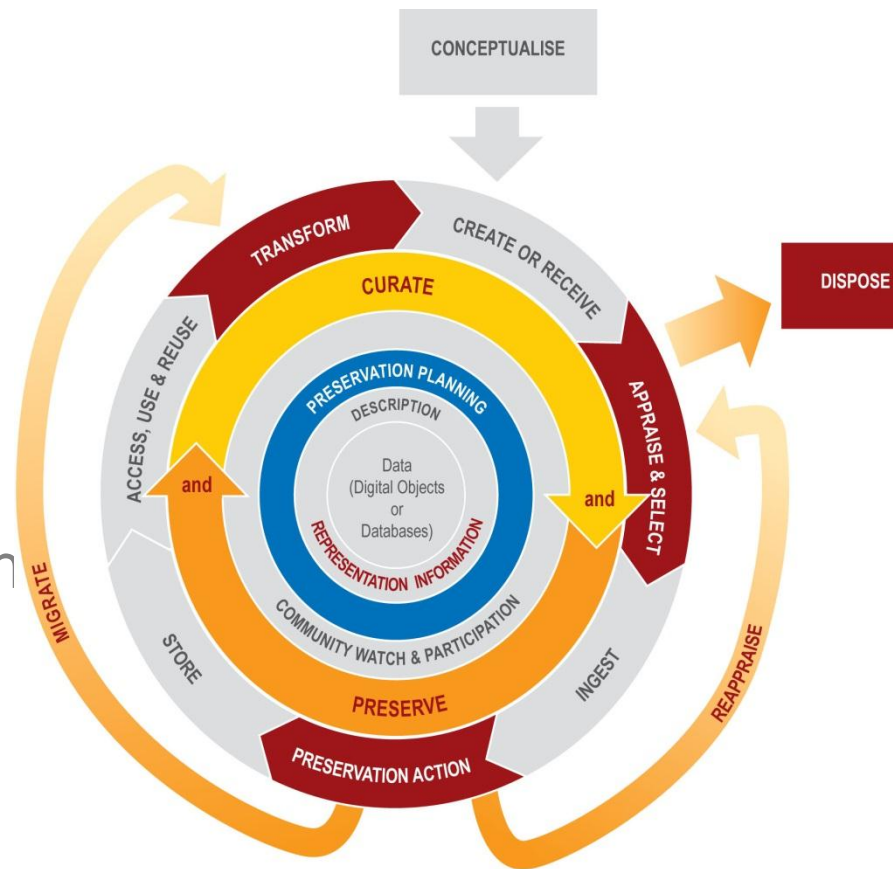 CONCEPTUALISE
TRANSFORM
CREATE OR RECEIVE
DISPOSE
CURATE
ACCESS, USE & REUSE
APPRAISE & SELECT
PRESERVATION PLANNING
DESCRIPTION
Data
(Digital Objects
or
Databases)
and
and
REPRESENTATION INFORMATION
COMMUNITY WATCH & PARTICIPATION
MIGRATE
STORE
INGEST
REAPPRAISE
PRESERVE
PRESERVATION ACTION